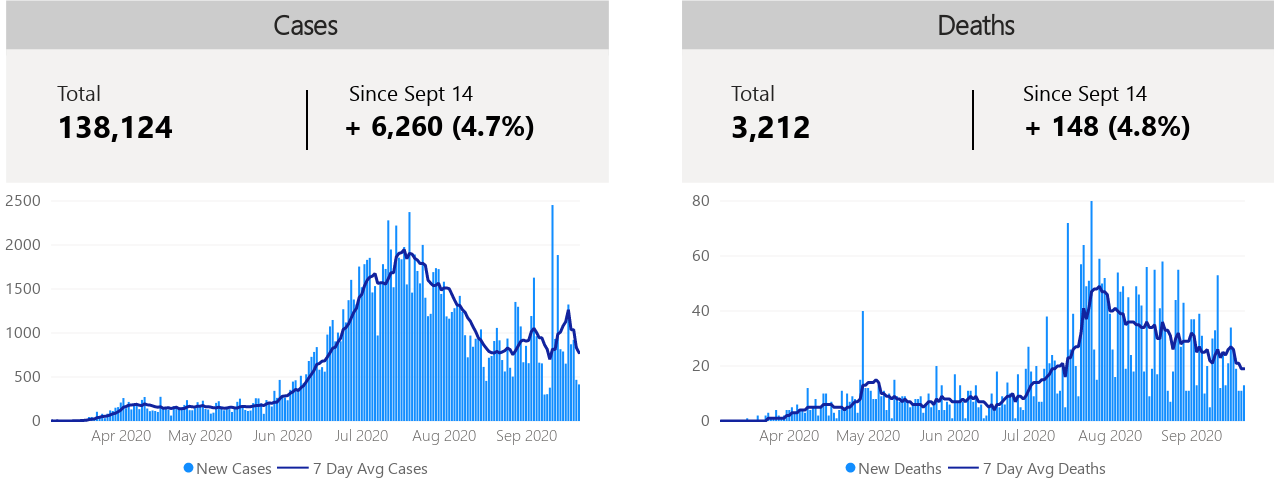 Cases
Total
138,124
Since Sept 14
+ 6,260 (4.7%)
2500
2000
1500
1000
500
0
Apr 2020 May 2020 Jun 2020 Jul 2020 Aug 2020 Sep 2020
New Cases 7 Day Avg Cases
Deaths
Total
3,212
Since Sept 14
+ 148 (4.8%)
80
60
40
20
0
Apr 2020 May 2020 Jun 2020 Jul 2020 Aug 2020 Sep 2020
New Deaths 7 Day Avg Deaths